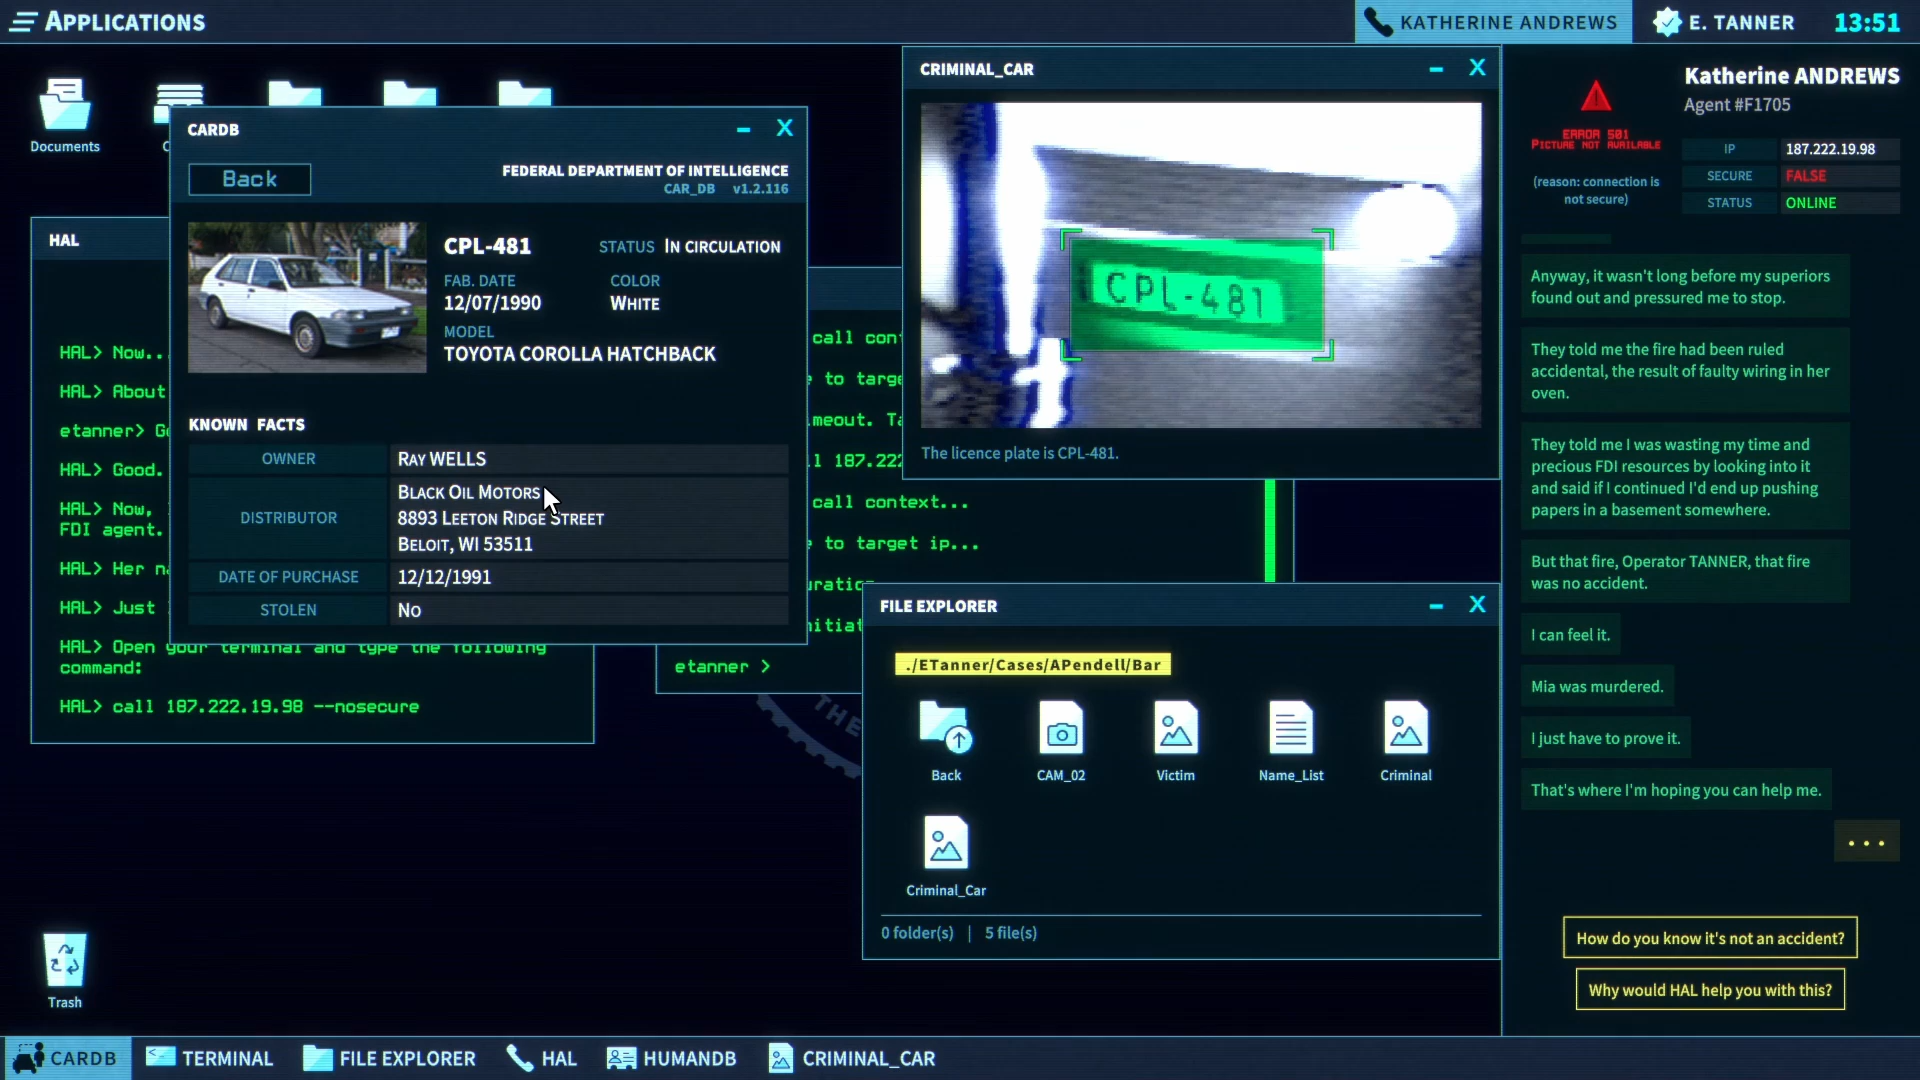 APPLICATIONS
KATHERINE ANDREWS
E. TANNER
13:51
Documents
CARDB
Back
FEDERAL DEPARTMENT OF INTELLIGENCE
CAR_DB v1.2.116
CPL-481
STATUS IN CIRCULATION
FAB. DATE
COLOR
12/07/1990
WHITE
MODEL
TOYOTA COROLLA HATCHBACK
KNOWN FACTS
OWNER
RAY WELLS
DISTRIBUTOR
BLACK OIL MOTORS
8893 LEETON RIDGE STREET
BELOIT, WI 53511
DATE OF PURCHASE
12/12/1991
STOLEN
NO
HAL
HAL> Now..
HAL> About
etanner>
HAL> Good.
HAL> Now,
FDI agent.
HAL> Her
HAL> Just
HAL> Open your terminal and type the following
command:
HAL> call 187.222.19.98 --nosecure
call
to
187.222
call context...
to target ip...
etanner >
THE
CRIMINAL_CAR
CPL-481
The licence plate is CPL-481.
FILE EXPLORER
./ETanner/Cases/APendell/Bar
Back
CAM_02
Victim
Name_List
Criminal
Criminal_Car
0 folder(s) | 5 file(s)
Katherine ANDREWS
Agent #F1705
ERROR 501
PICTURE NOT AVAILABLE
(reason: connection is
not secure)
IP
187.222.19.98
SECURE
FALSE
STATUS
ONLINE
Anyway, it wasn't long before my superiors
found out and pressured me to stop.
They told me the fire had been ruled
accidental, the result of faulty wiring in her
oven.
They told me I was wasting my time and
precious FDI resources by looking into it
and said if I continued I'd end up pushing
papers in a basement somewhere.
But that fire, Operator TANNER, that fire
was no accident.
I can feel it.
Mia was murdered.
I just have to prove it.
That's where I'm hoping you can help me.
...
How do you know it's not an accident?
Why would HAL help you with this?
Trash
CARDB
TERMINAL
FILE EXPLORER
HAL
HUMANDB
CRIMINAL_CAR